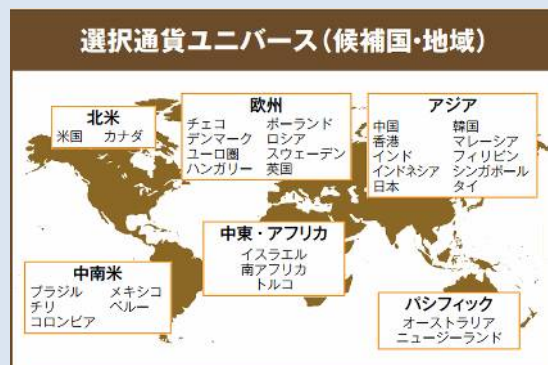 選択通貨ユニバース(候補国・地域)
北米
米国 カナダ
欧州
チェコ ポーランド
デンマーク ロシア
ユーロ圏 スウェーデン
ハンガリー 英国
アジア
中国 韓国
香港 マレーシア
インド フィリピン
インドネシア シンガポール
日本 タイ
中東・アフリカ
イスラエル
南アフリカ
トルコ
中南米
ブラジル メキシコ
チリ ペルー
コロンビア
パシフィック
オーストラリア
ニュージーランド